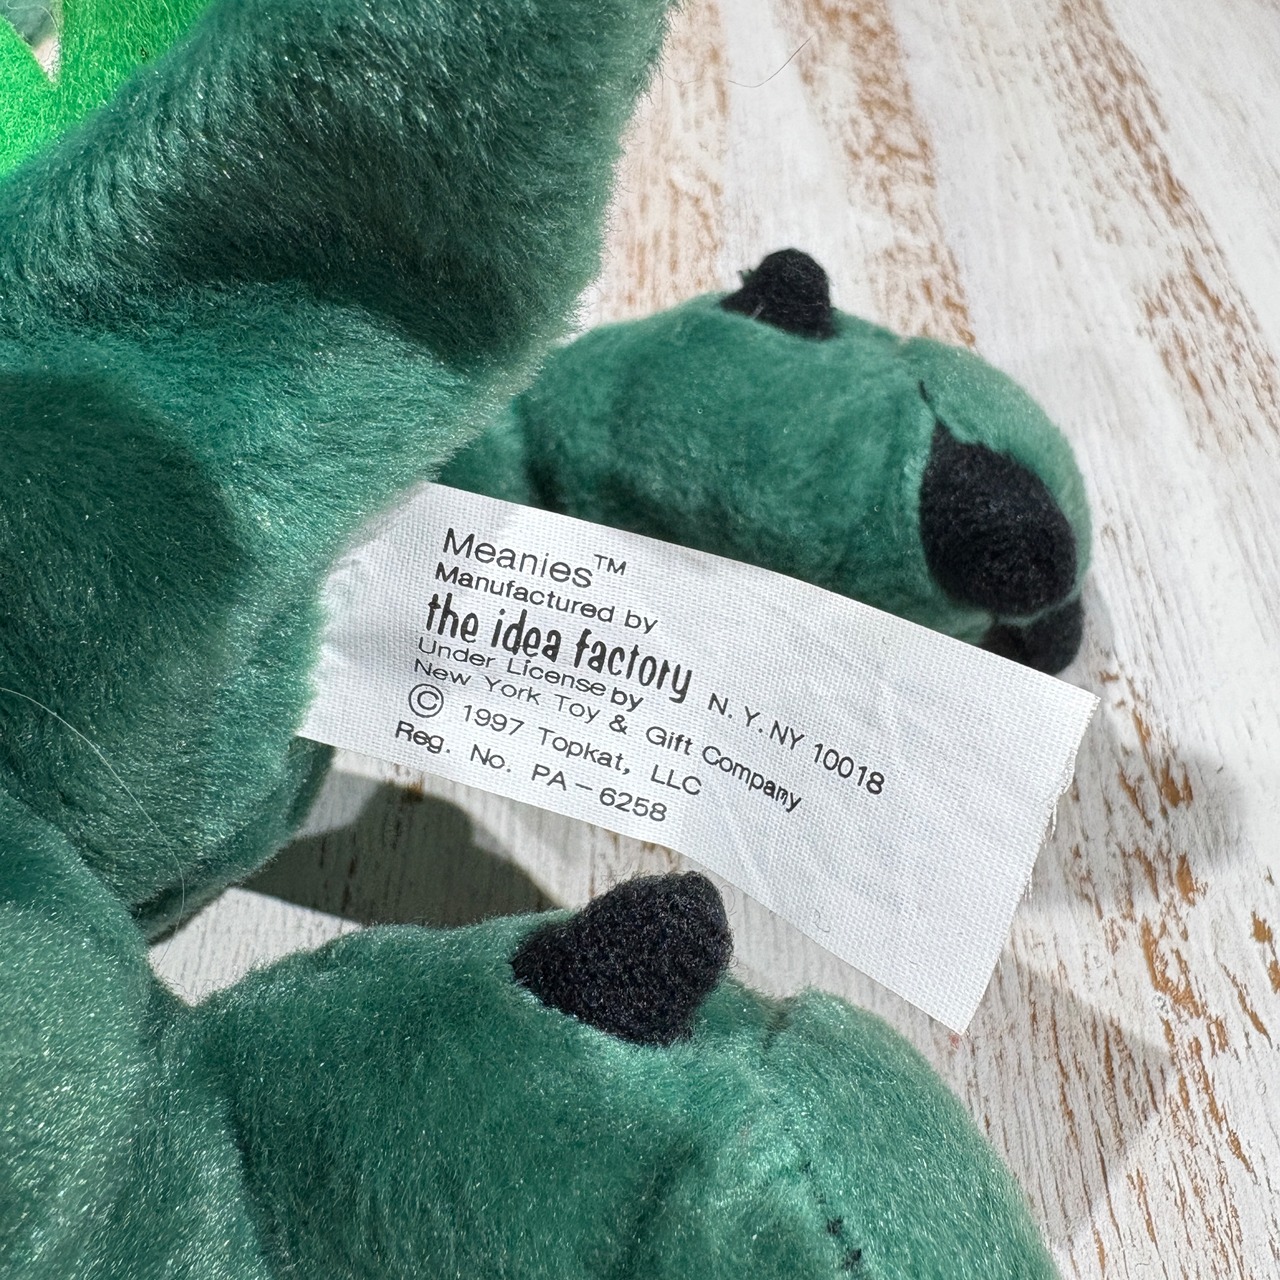 Meanies™
Manufactured by
the idea factory N.Y. NY 10018
Under License by
New York Toy & Gift Company
© 1997 Topkat, LLC
Reg. No. PA-6258